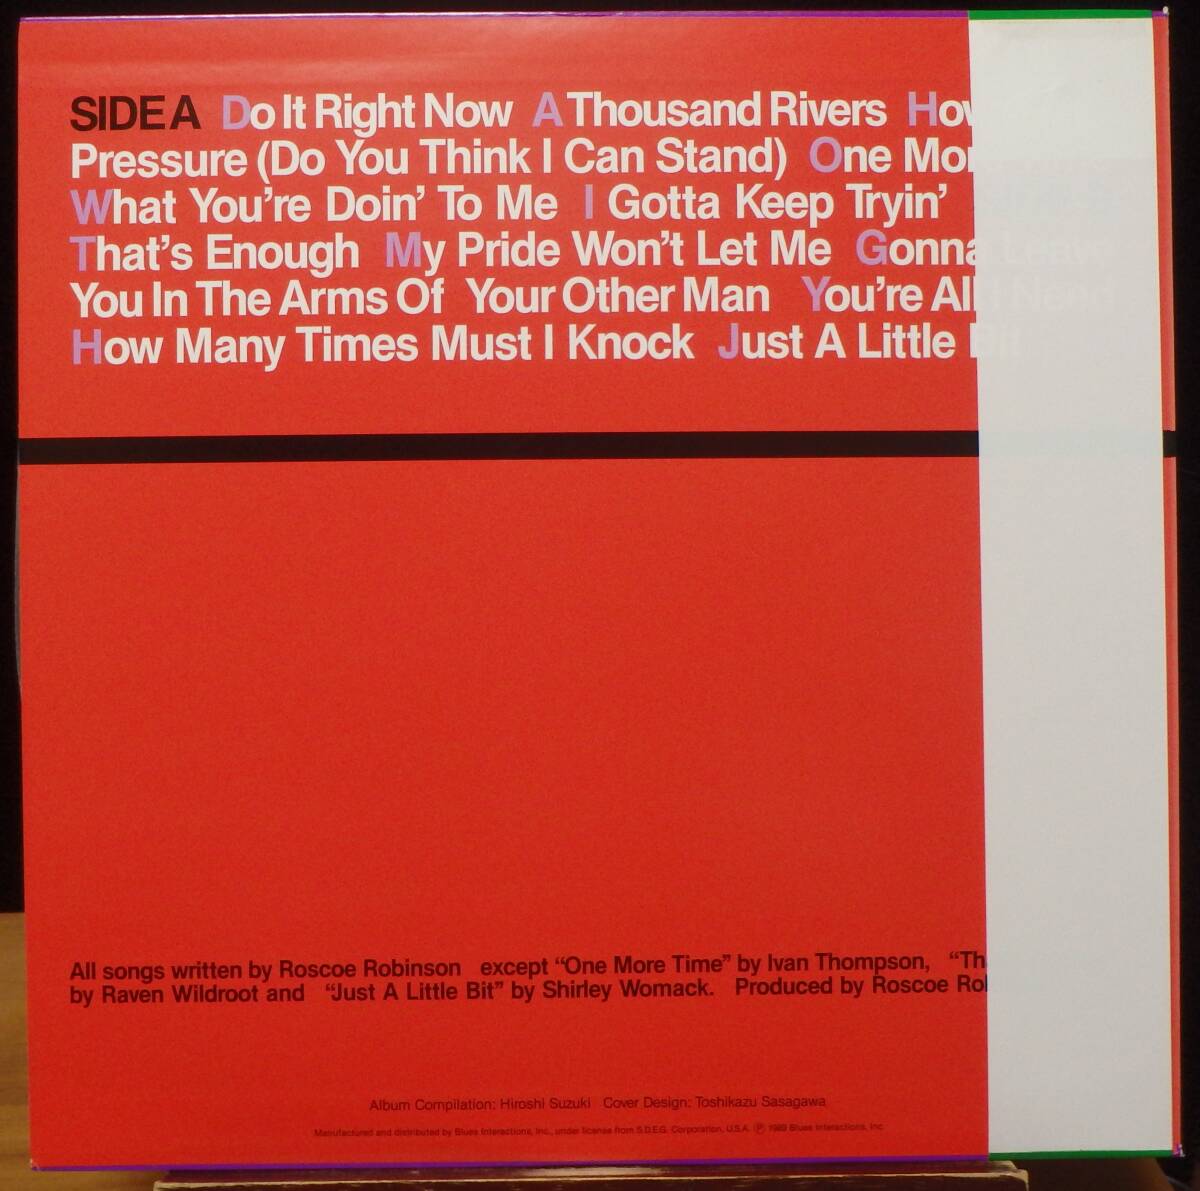 SIDE A Do It Right Now A Thousand Rivers How
Pressure (Do You Think I Can Stand) One More
What You're Doin' To Me I Gotta Keep Tryin'
That's Enough My Pride Won't Let Me Gonna Leave
You In The Arms Of Your Other Man You're All I Need
How Many Times Must I Knock Just A Little Bit
All songs written by Roscoe Robinson except “One More Time” by Ivan Thompson, “Th
by Raven Wildroot and “Just A Little Bit” by Shirley Womack. Produced by Roscoe Ro
Album Compilation: Hiroshi Suzuki Cover Design: Toshikazu Sasagawa
Manufactured and distributed by Blues Interactions, Inc., under license from S.D.E.G. Corporation, U.S.A. Ⓟ 1989 Blues Interactions, Inc